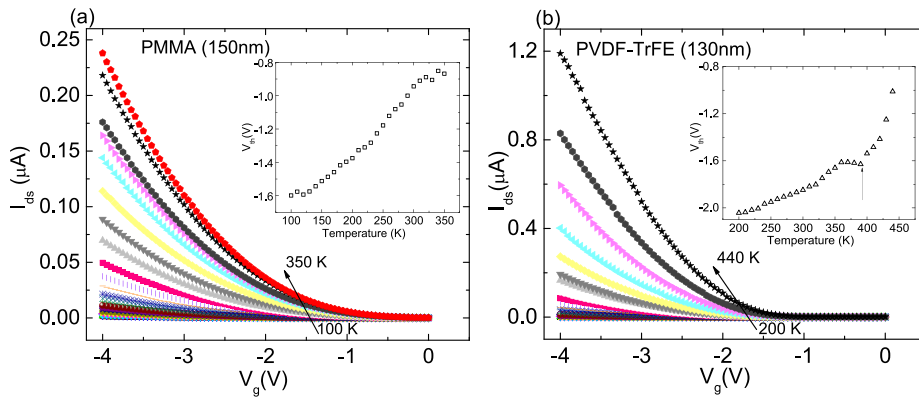 (a)
PMMA (150nm)
0.25
0.20
0.15
0.10
0.05
0.00
I_ds (μA)
-4
-3
-2
-1
0
V_g(V)
350 K
100 K
-0.8
-1.0
-1.2
-1.4
-1.6
V_th(V)
100 150 200 250 300 350
Temperature (K)
(b)
PVDF-TrFE (130nm)
1.2
0.8
0.4
0.0
I_ds (μA)
-4
-3
-2
-1
0
V_g(V)
440 K
200 K
-0.8
-1.2
-1.6
-2.0
V_th(V)
200 250 300 350 400 450
Temperature (K)